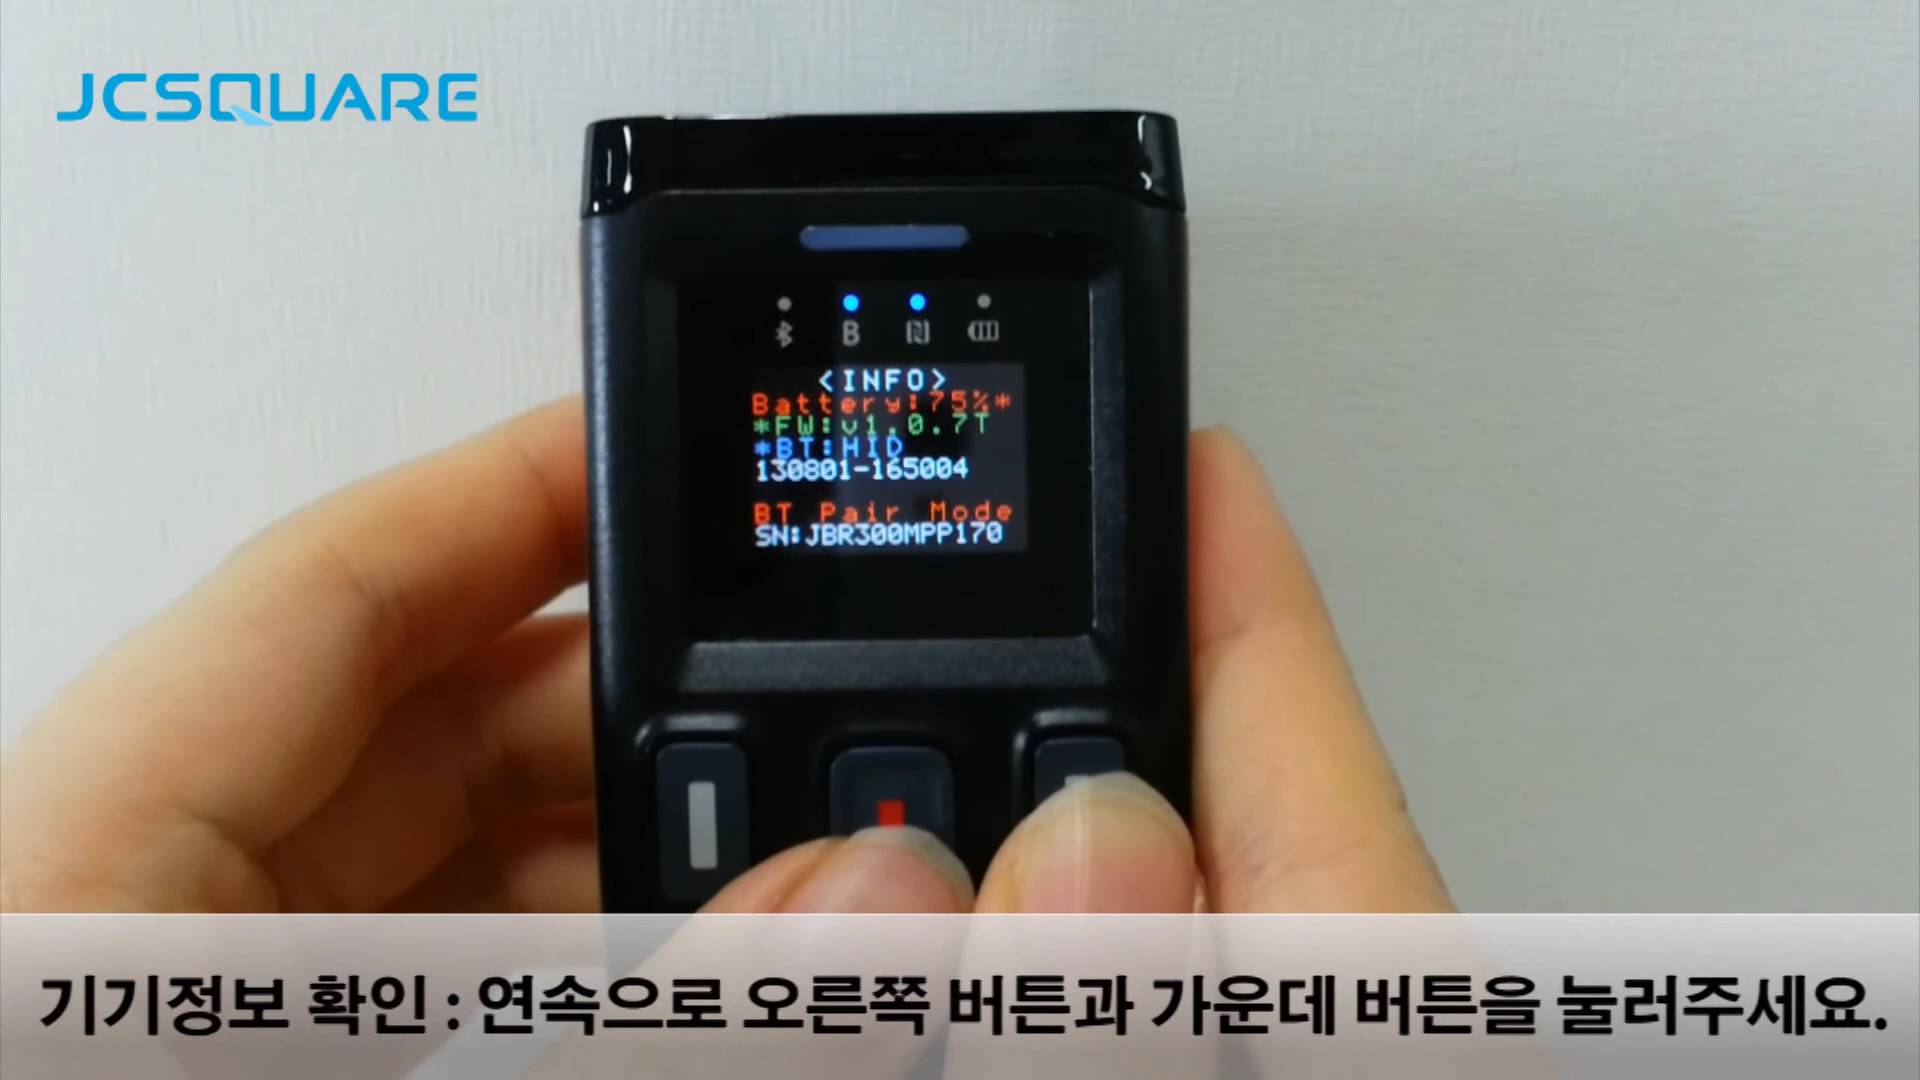 JCSQUARE
B
<INFO>
Battery:75%*
*FW:v1.0.7T
*BT:HID
130801-165004
BT Pair Mode
SN:JBR300MPP170
기기정보 확인 : 연속으로 오른쪽 버튼과 가운데 버튼을 눌러주세요.